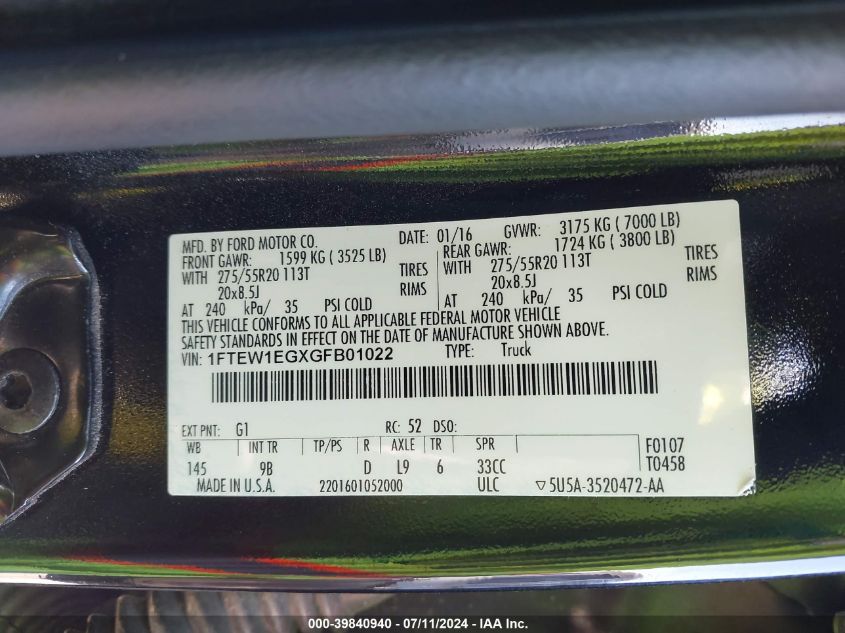 MFD. BY FORD MOTOR CO. DATE: 01/16 GVWR: 3175 KG ( 7000 LB)
FRONT GAWR: 1599 KG ( 3525 LB) REAR GAWR: 1724 KG ( 3800 LB)
WITH 275/55R20 113T TIRES WITH 275/55R20 113T TIRES
20x8.5J RIMS 20x8.5J RIMS
AT 240 kPa/ 35 PSI COLD AT 240 kPa/ 35 PSI COLD
THIS VEHICLE CONFORMS TO ALL APPLICABLE FEDERAL MOTOR VEHICLE
SAFETY STANDARDS IN EFFECT ON THE DATE OF MANUFACTURE SHOWN ABOVE.
VIN: 1FTEW1EGXGFB01022 TYPE: Truck
EXT PNT: G1 RC: 52 DSO:
WB INT TR TP/PS R AXLE TR SPR F0107
145 9B D L9 6 33CC T0458
MADE IN U.S.A. 2201601052000 ULC ▽5U5A-3520472-AA
000-39840940 / 07/11/2024 - IAA Inc.